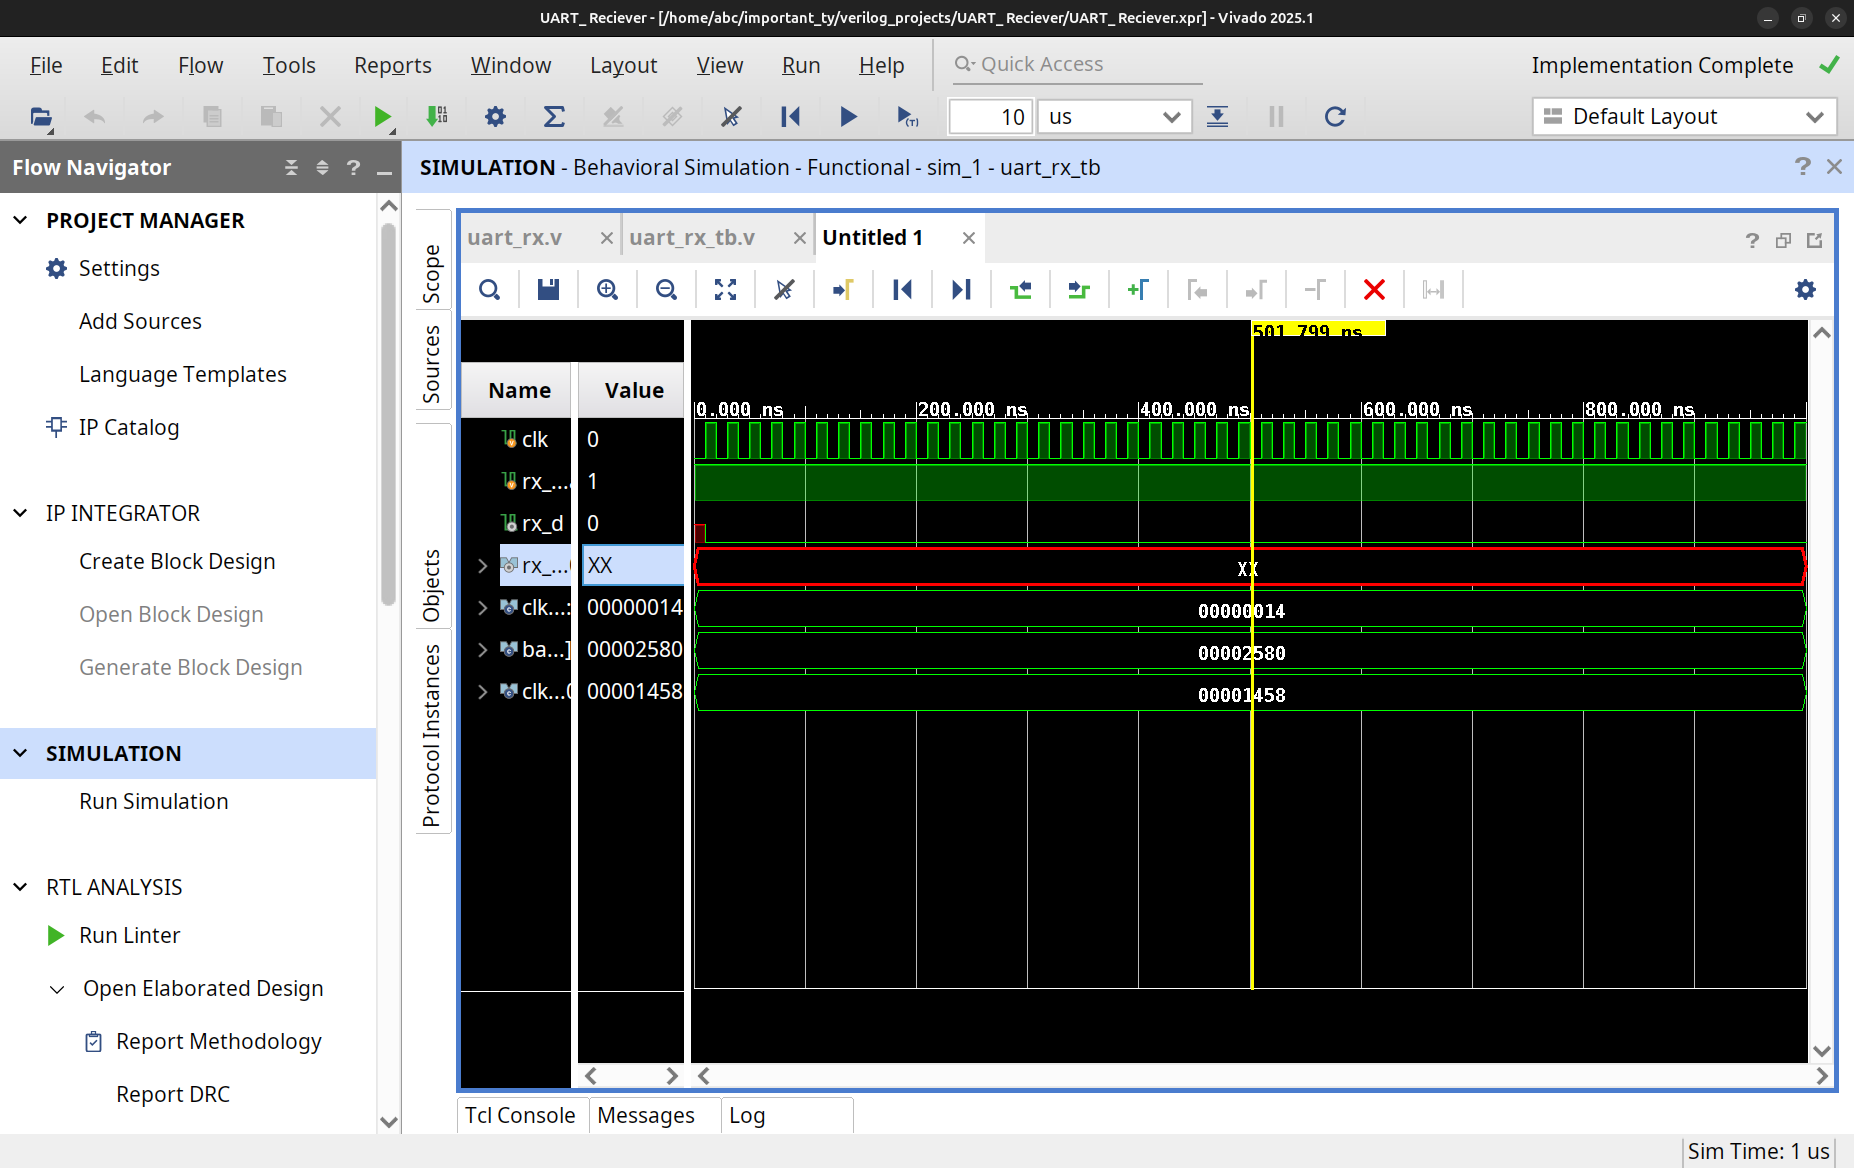 UART_ Reciever - [/home/abc/important_ty/verilog_projects/UART_ Reciever/UART_ Reciever.xpr] - Vivado 2025.1
File Edit Flow Tools Reports Window Layout View Run Help
Quick Access
Implementation Complete
10 us
Default Layout
Flow Navigator
SIMULATION - Behavioral Simulation - Functional - sim_1 - uart_rx_tb
PROJECT MANAGER
Settings
Add Sources
Language Templates
IP Catalog
IP INTEGRATOR
Create Block Design
Open Block Design
Generate Block Design
SIMULATION
Run Simulation
RTL ANALYSIS
Run Linter
Open Elaborated Design
Report Methodology
Report DRC
Scope
Sources
Objects
Protocol Instances
uart_rx.v
uart_rx_tb.v
Untitled 1
501.799 ns
Name Value
0.000 ns 200.000 ns 400.000 ns 600.000 ns 800.000 ns
clk 0
rx_... 1
rx_d 0
rx_... XX XX
clk...: 00000014 00000014
ba...] 00002580 00002580
clk... 00001458 00001458
Tcl Console Messages Log
Sim Time: 1 us